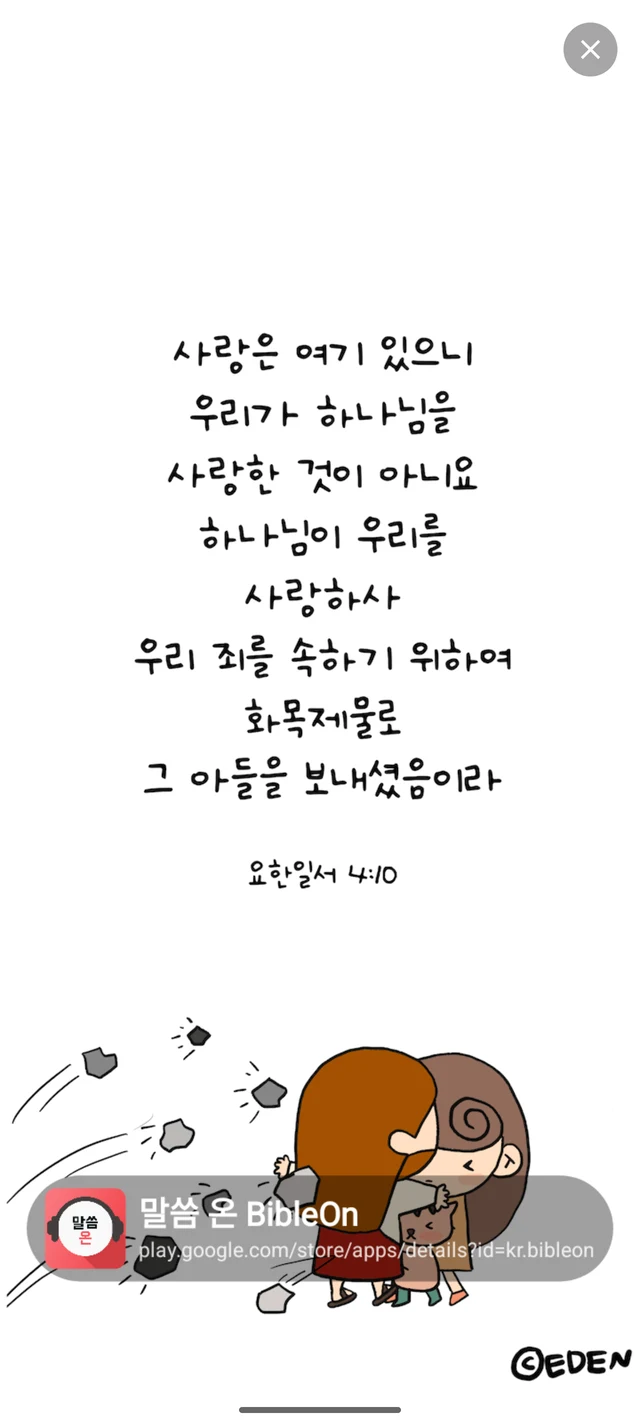 사랑은 여기 있으니
우리가 하나님을
사랑한 것이 아니요
하나님이 우리를
사랑하사
우리 죄를 속하기 위하여
화목제물로
그 아들을 보내셨음이라
요한일서 4:10
말씀
온
말씀 온 BibleOn
play.google.com/store/apps/details?id=kr.bibleon
©EDEN